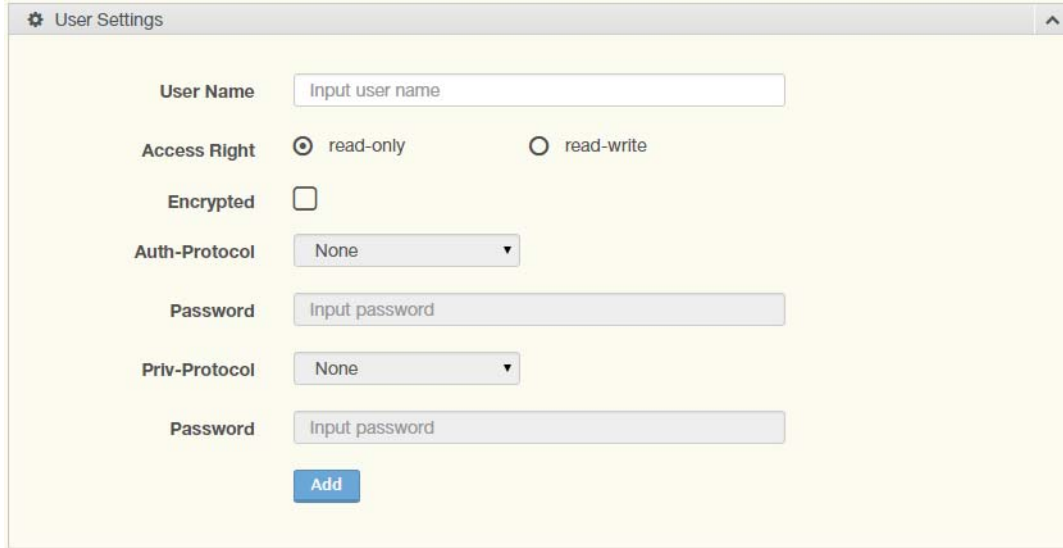 User Settings
User Name Input user name
Access Right read-only read-write
Encrypted
Auth-Protocol None
Password Input password
Priv-Protocol None
Password Input password
Add